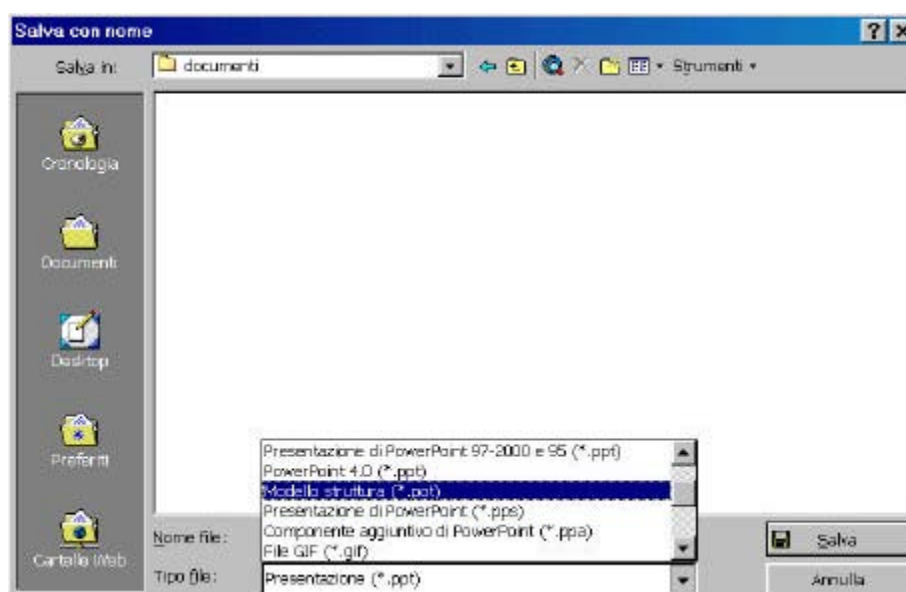 Salva con nome
Salva in:
documenti
Strumenti
Cronologia
Documenti
Desktop
Preferiti
Cartelle Web
Presentazione di PowerPoint 97-2000 e 95 (*.ppt)
PowerPoint 4.0 (*.ppt)
Modello struttura (*.pot)
Presentazione di PowerPoint (*.pps)
Componente aggiuntivo di PowerPoint (*.ppa)
File GIF (*.gif)
Nome file:
Salva
Tipo file:
Presentazione (*.ppt)
Annulla